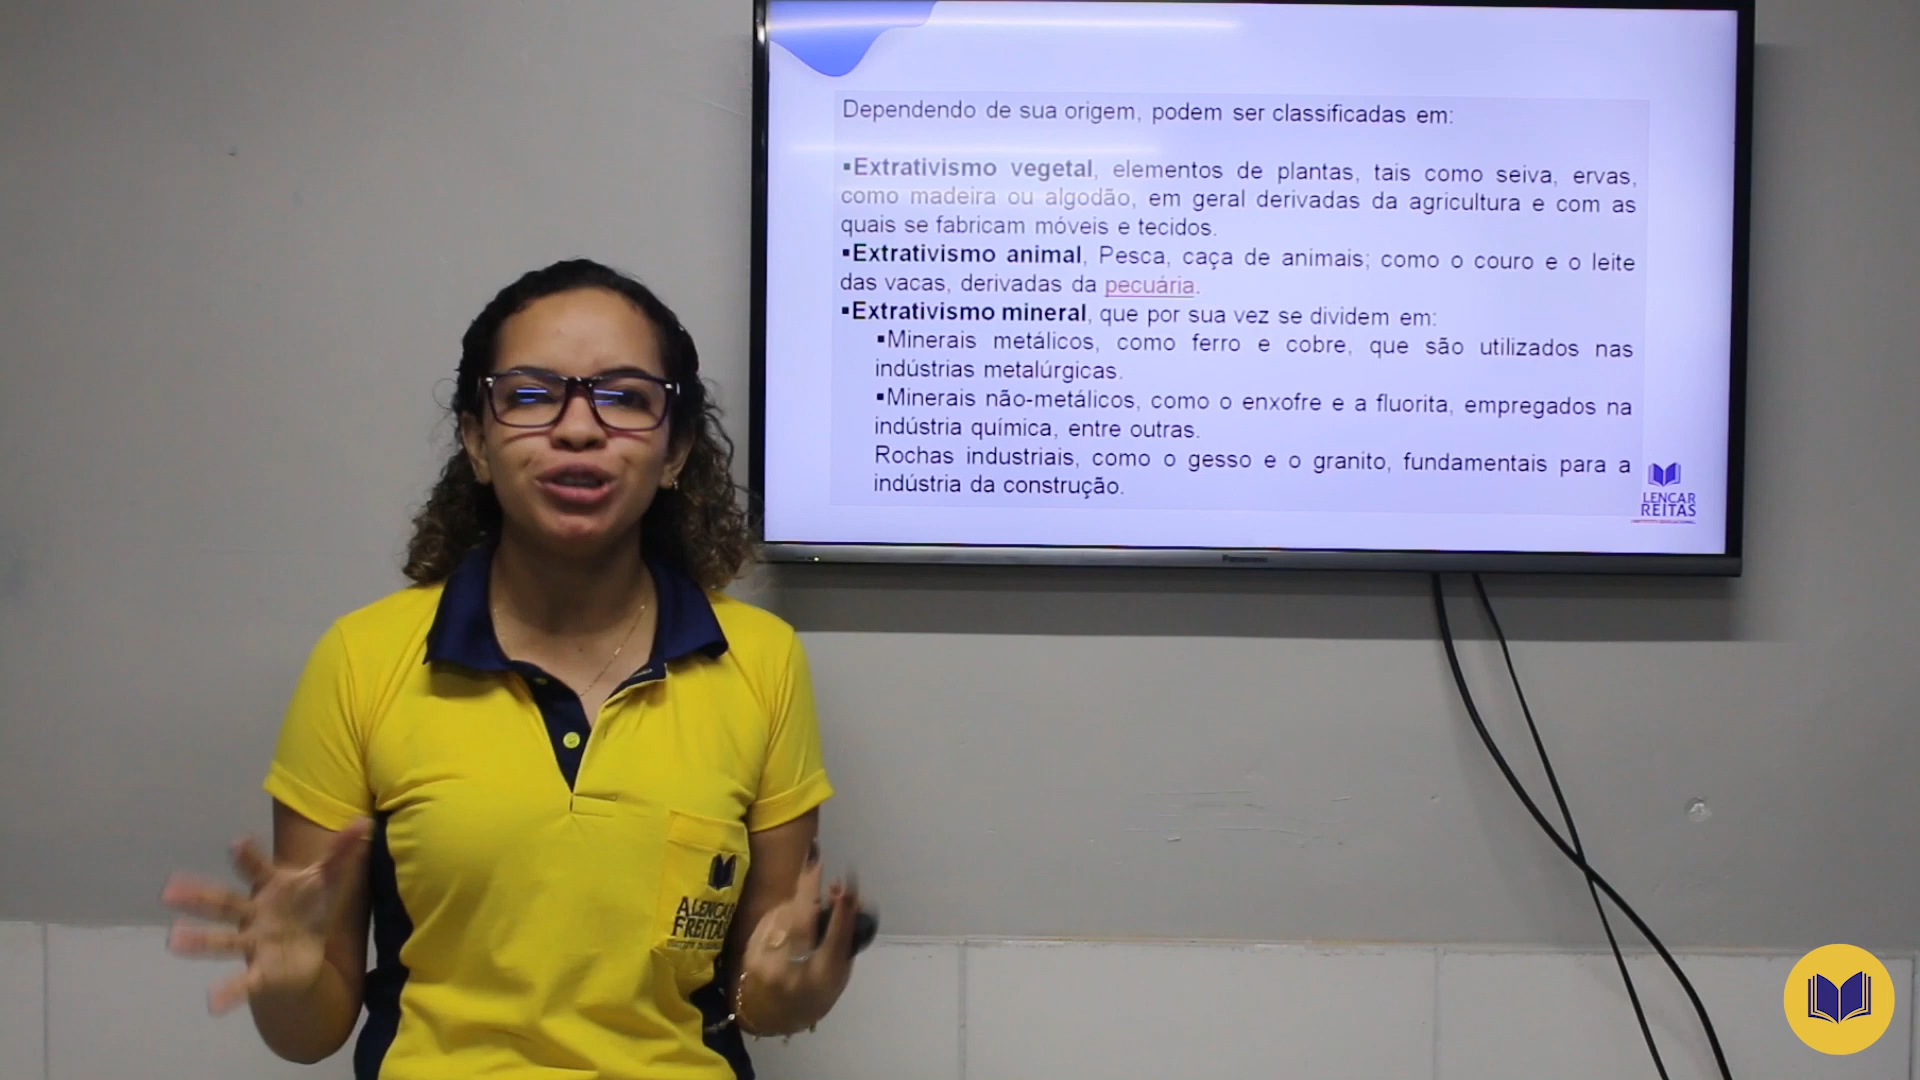 Dependendo de sua origem, podem ser classificadas em:
▪Extrativismo vegetal, elementos de plantas, tais como seiva, ervas,
como madeira ou algodão, em geral derivadas da agricultura e com as
quais se fabricam móveis e tecidos.
▪Extrativismo animal, Pesca, caça de animais; como o couro e o leite
das vacas, derivadas da pecuária.
▪Extrativismo mineral, que por sua vez se dividem em:
▪Minerais metálicos, como ferro e cobre, que são utilizados nas
indústrias metalúrgicas.
▪Minerais não-metálicos, como o enxofre e a fluorita, empregados na
indústria química, entre outras.
Rochas industriais, como o gesso e o granito, fundamentais para a
indústria da construção.
LENCAR
REITAS
Panasonic
ALENCAR
FREITAS